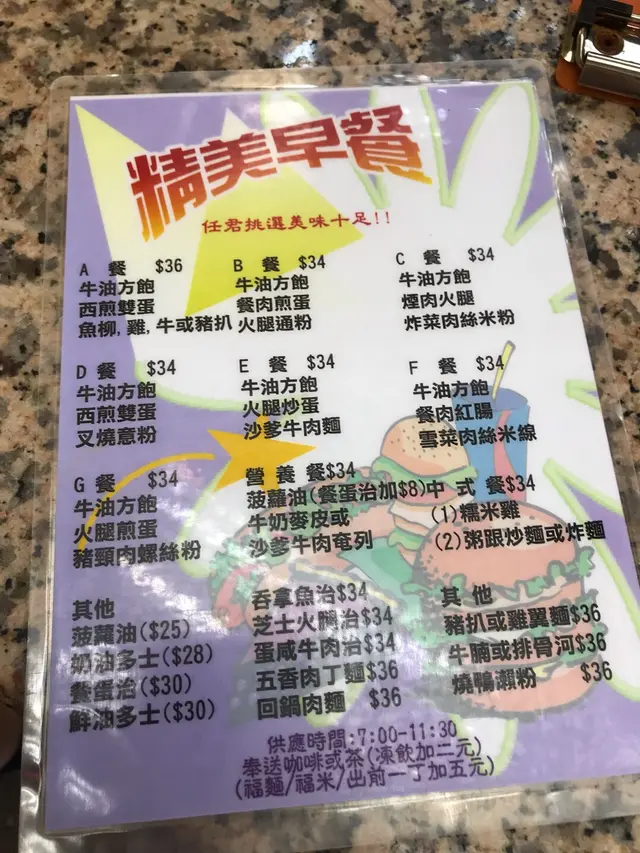 精美早餐
任君挑選美味十足!!
A 餐 $36
牛油方飽
西煎雙蛋
魚柳,雞,牛或豬扒
B 餐 $34
牛油方飽
餐肉煎蛋
火腿通粉
C 餐 $34
牛油方飽
煙肉火腿
炸菜肉絲米粉
D 餐 $34
牛油方飽
西煎雙蛋
叉燒意粉
E 餐 $34
牛油方飽
火腿炒蛋
沙爹牛肉麵
F 餐 $34
牛油方飽
餐肉紅腸
雪菜肉絲米線
G 餐 $34
牛油方飽
火腿煎蛋
豬頸肉螺絲粉
營養餐$34
菠蘿油(餐蛋治加$8)
牛奶麥皮或
沙爹牛肉奄列
中式餐$34
(1)糯米雞
(2)粥跟炒麵或炸麵
其他
菠蘿油($25)
奶油多士($28)
餐蛋治($30)
鮮油多士($30)
吞拿魚治$34
芝士火腿治$34
蛋咸牛肉治$34
五香肉丁麵$36
回鍋肉麵 $36
其他
豬扒或雞翼麵$36
牛腩或排骨河$36
燒鴨瀨粉 $36
供應時間:7:00-11:30
奉送咖啡或茶(凍飲加二元)
(福麵/福米/出前一丁加五元)